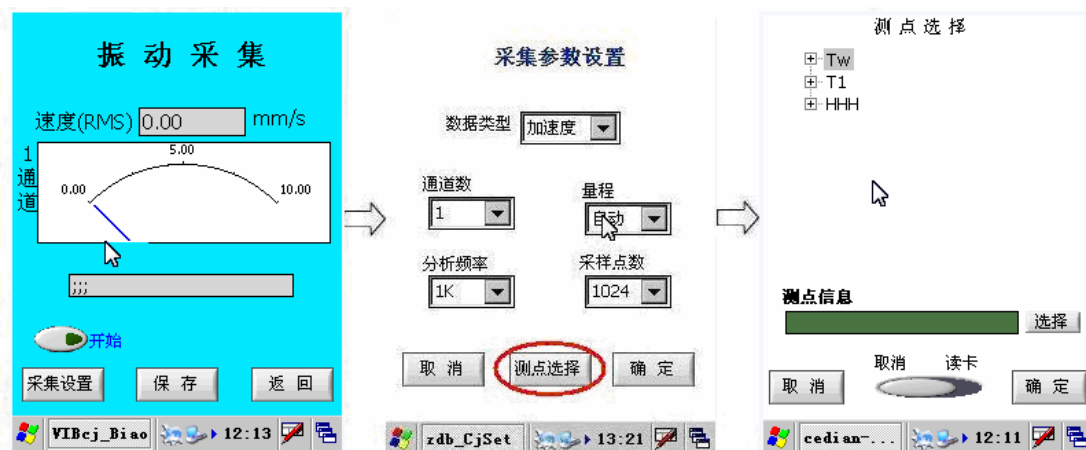 振 动 采 集
速度(RMS) 0.00 mm/s
1通道
5.00
0.00
10.00
;;;
开始
采集设置
保 存
返 回
VIBcj_Biao
12:13
采集参数设置
数据类型 加速度
通道数
量程
1
自动
分析频率
采样点数
1K
1024
取 消
测点选择
确 定
zdb_CjSet
13:21
测 点 选 择
Tw
T1
HHH
测点信息
选择
取消 读卡
取 消
确 定
cedian-...
12:11